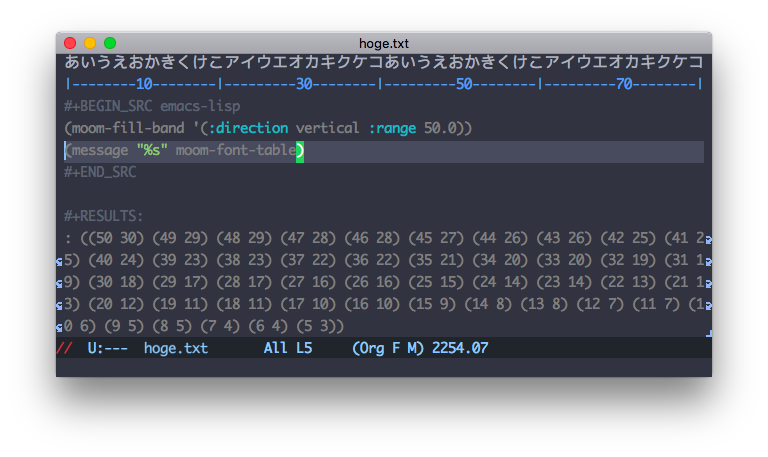 hoge.txt
あいうえおかきくけこアイウエオカキクケコあいうえおかきくけこアイウエオカキクケコ
|--------10--------|---------30--------|---------50--------|---------70--------|
#+BEGIN_SRC emacs-lisp
(moom-fill-band '(:direction vertical :range 50.0))
(message "%s" moom-font-table)
#+END_SRC
#+RESULTS:
: ((50 30) (49 29) (48 29) (47 28) (46 28) (45 27) (44 26) (43 26) (42 25) (41 2
5) (40 24) (39 23) (38 23) (37 22) (36 22) (35 21) (34 20) (33 20) (32 19) (31 1
9) (30 18) (29 17) (28 17) (27 16) (26 16) (25 15) (24 14) (23 14) (22 13) (21 1
3) (20 12) (19 11) (18 11) (17 10) (16 10) (15 9) (14 8) (13 8) (12 7) (11 7) (1
0 6) (9 5) (8 5) (7 4) (6 4) (5 3))
// U:--- hoge.txt All L5 (Org F M) 2254.07